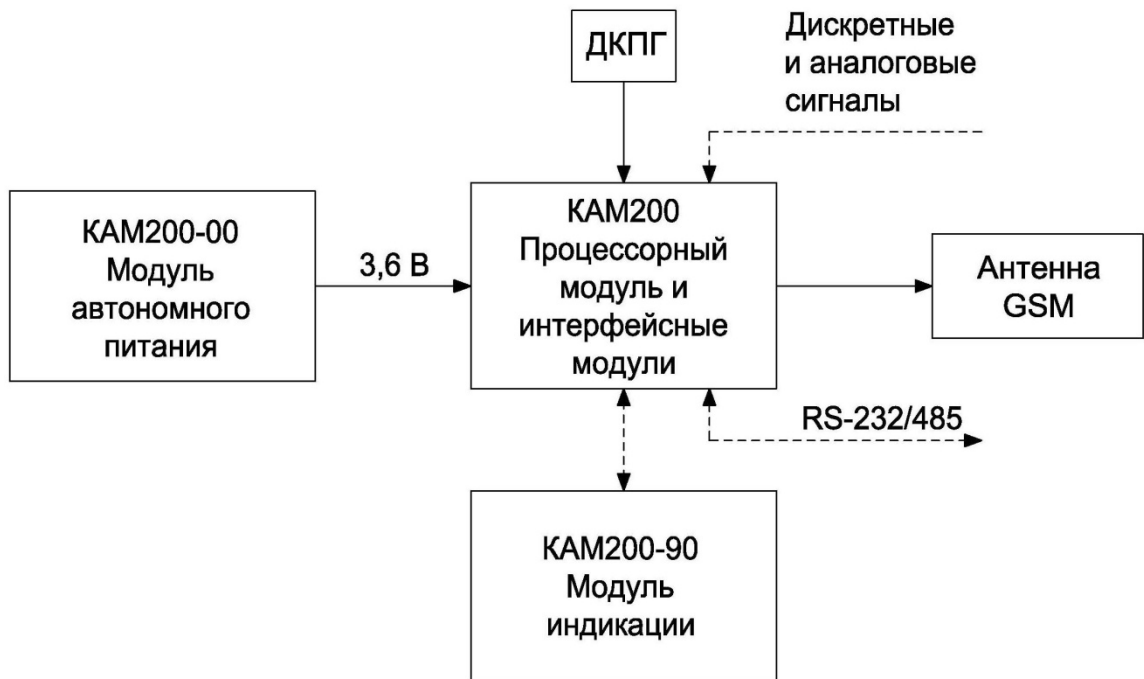 ДКПГ
Дискретные
и аналоговые
сигналы
КАМ200-00
Модуль
автономного
питания
3,6 В
КАМ200
Процессорный
модуль и
интерфейсные
модули
Антенна
GSM
RS-232/485
КАМ200-90
Модуль
индикации